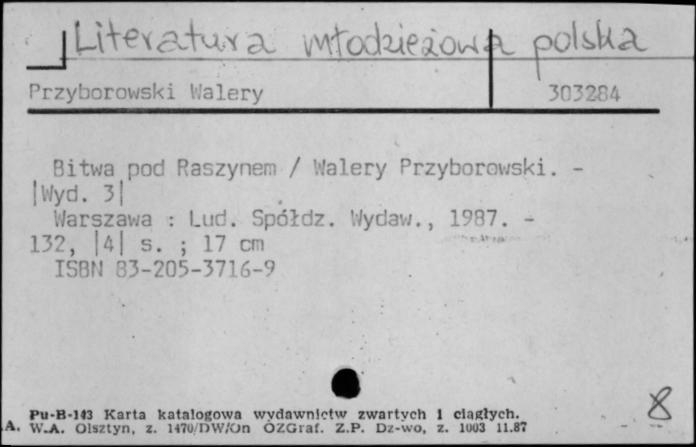 Literatura młodzieżowa polska
Przyborowski Walery 303284
Bitwa pod Raszynem / Walery Przyborowski. -
|Wyd. 3|
Warszawa : Lud. Spółdz. Wydaw., 1987. -
132, |4| s. ; 17 cm
ISBN 83-205-3716-9
Pu-B-143 Karta katalogowa wydawnictw zwartych i ciągłych.
A. W.A. Olsztyn, z. 1470/DW/On OZGraf. Z.P. Dz-wo, z. 1003 11.87
8